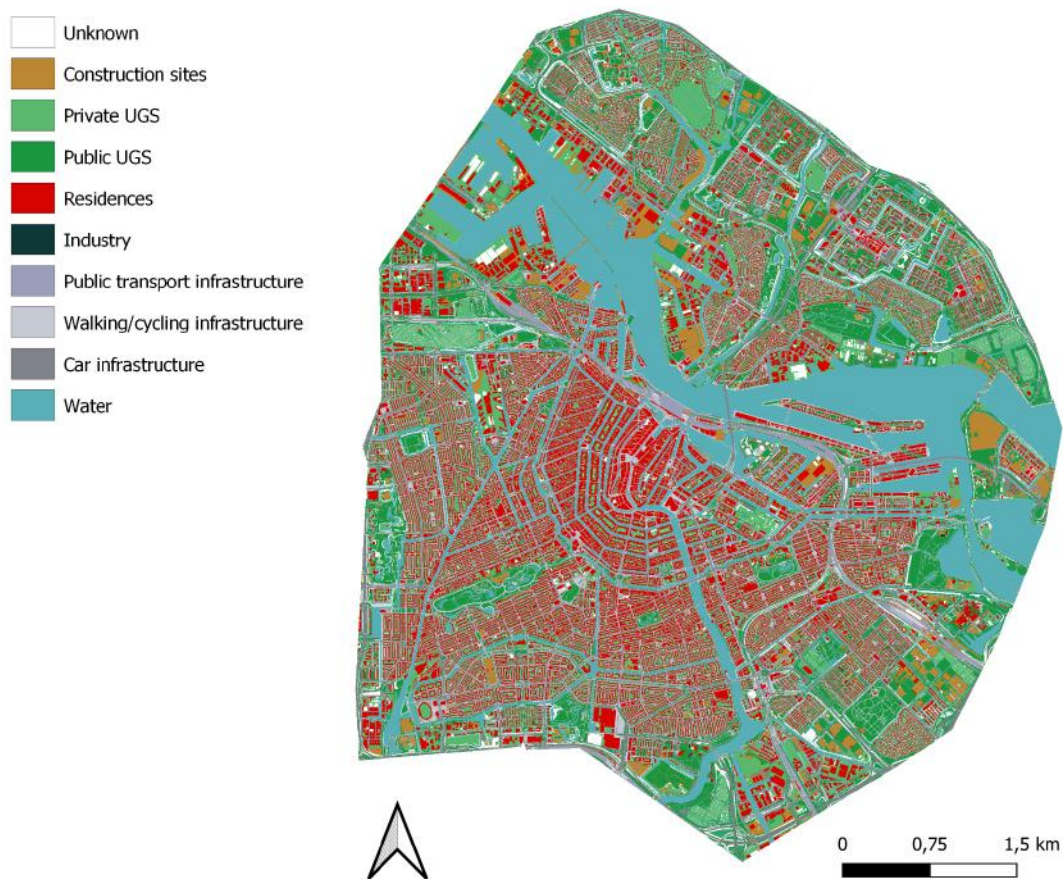 Unknown
Construction sites
Private UGS
Public UGS
Residences
Industry
Public transport infrastructure
Walking/cycling infrastructure
Car infrastructure
Water
0 0,75 1,5 km